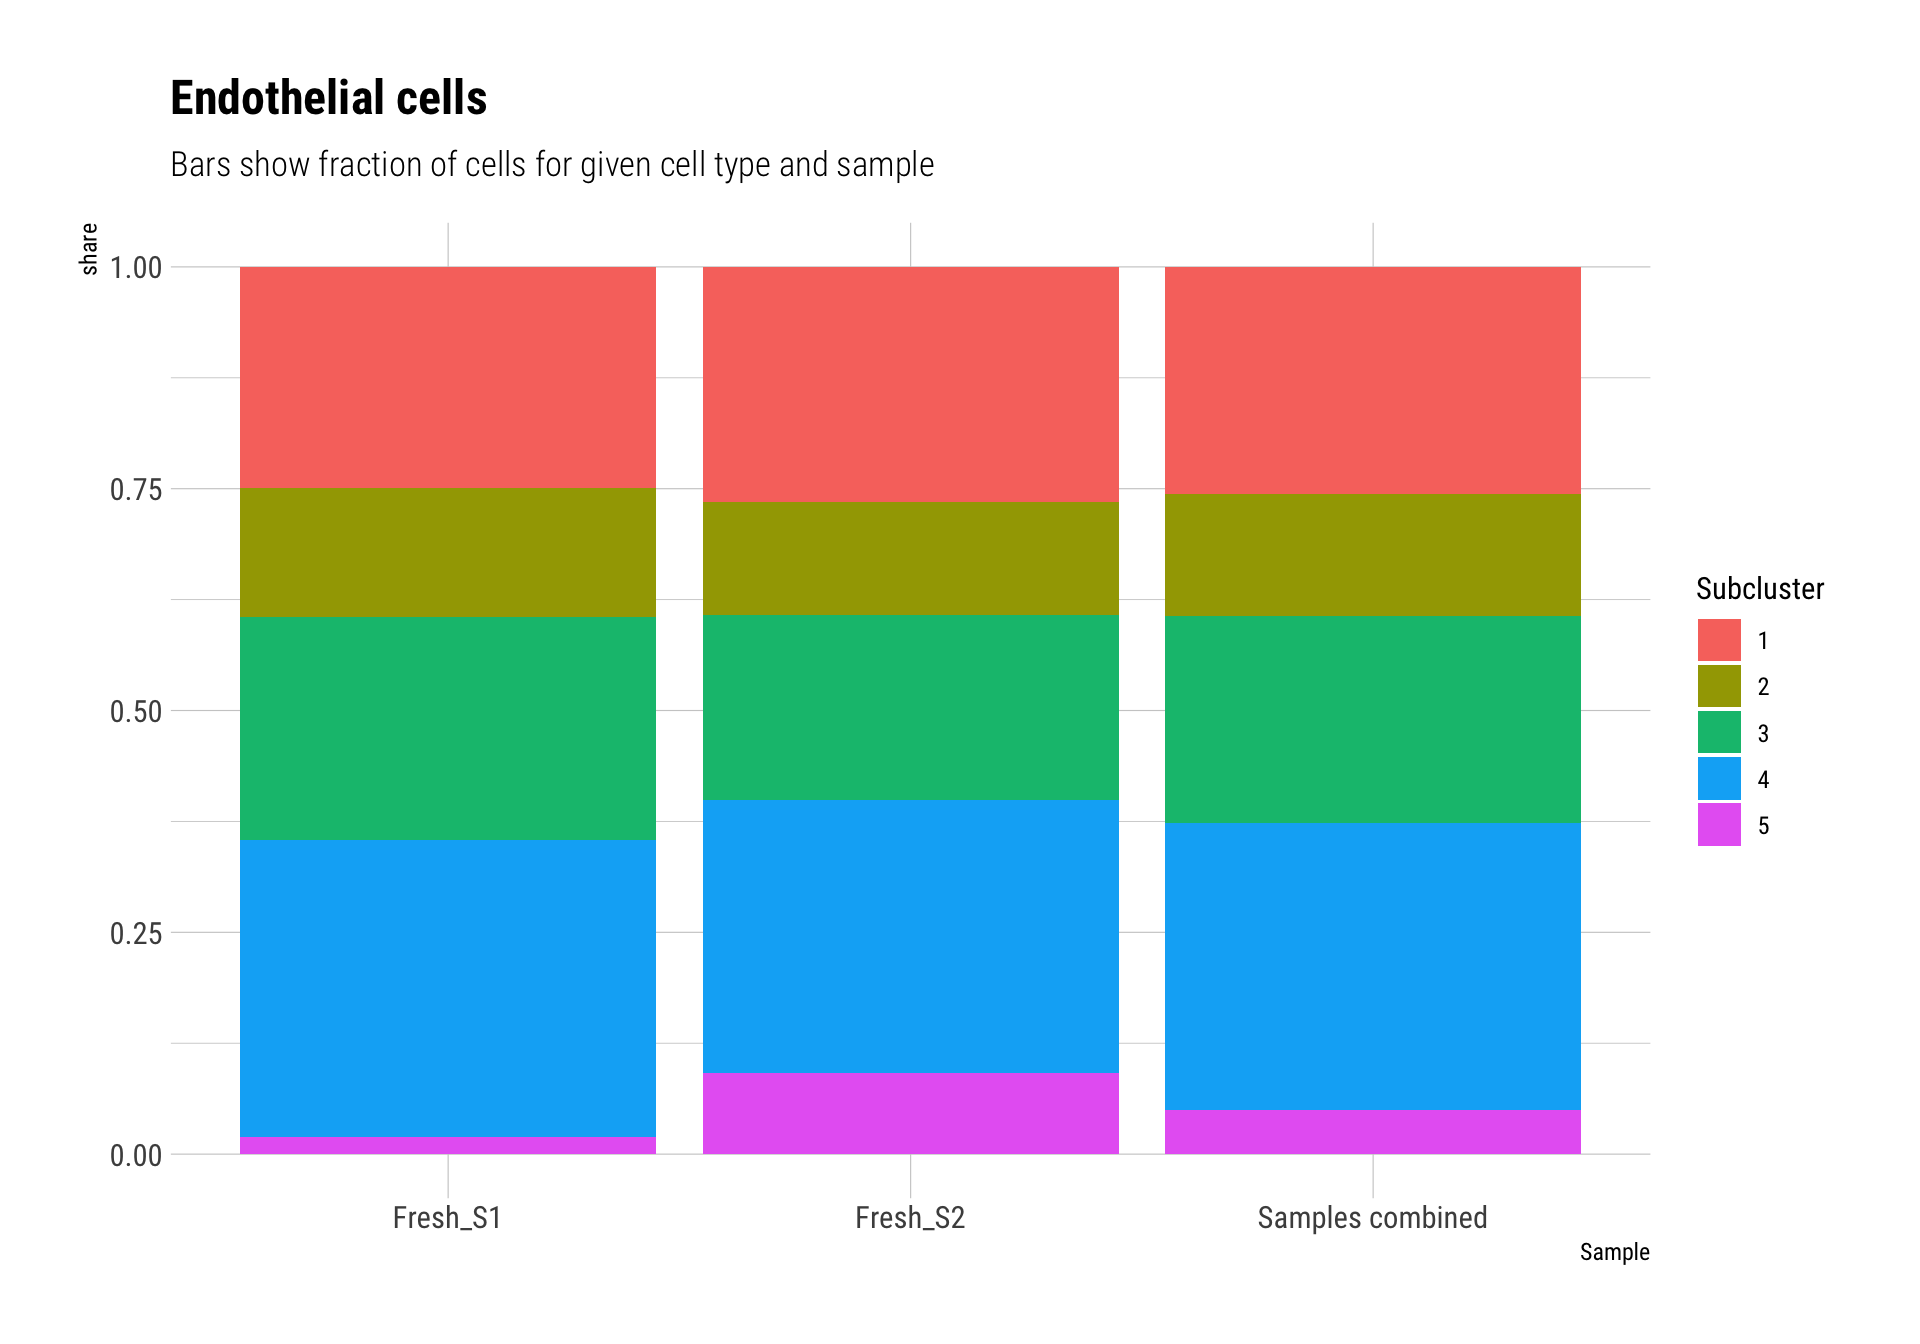 Endothelial cells
Bars show fraction of cells for given cell type and sample
share
1.00
0.75
0.50
0.25
0.00
Fresh_S1
Fresh_S2
Samples combined
Sample
Subcluster
1
2
3
4
5